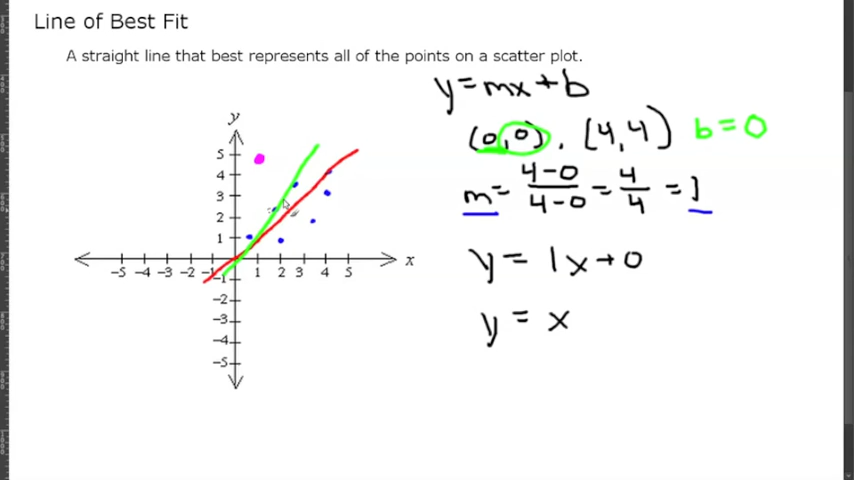 Line of Best Fit
A straight line that best represents all of the points on a scatter plot.
y=mx+b
(0,0), (4,4) b=0
m= 4-0/4-0 = 4/4 = 1
y = 1x+0
y = x
y
5
4
3
2
1
-5 -4 -3 -2 -1 1 2 3 4 5 x
-1
-2
-3
-4
-5